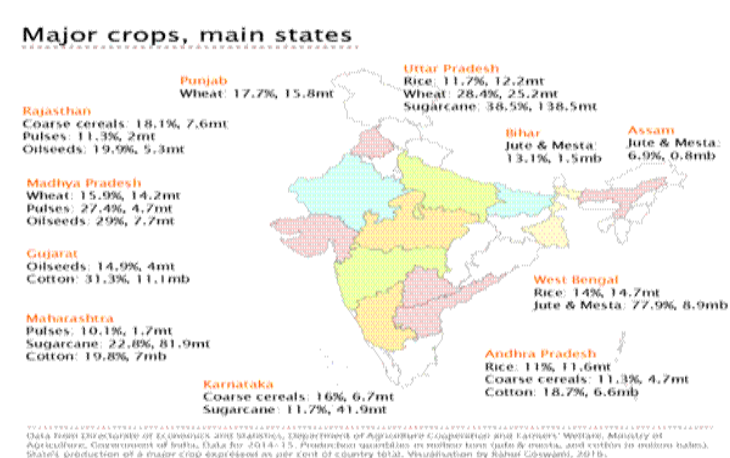 Major crops, main states
Punjab
Wheat: 17.7%, 15.8mt
Uttar Pradesh
Rice: 11.7%, 12.2mt
Wheat: 28.4%, 25.2mt
Sugarcane: 38.5%, 138.5mt
Rajasthan
Coarse cereals: 18.1%, 7.6mt
Pulses: 11.3%, 2mt
Oilseeds: 19.9%, 5.3mt
Bihar
Jute & Mesta:
13.1%, 1.5mb
Assam
Jute & Mesta:
6.9%, 0.8mb
Madhya Pradesh
Wheat: 15.9%, 14.2mt
Pulses: 27.4%, 4.7mt
Oilseeds: 29%, 7.7mt
Gujarat
Oilseeds: 14.9%, 4mt
Cotton: 31.3%, 11.1mb
West Bengal
Rice: 14%, 14.7mt
Jute & Mesta: 77.9%, 8.9mb
Maharashtra
Pulses: 10.1%, 1.7mt
Sugarcane: 22.8%, 81.9mt
Cotton: 19.8%, 7mb
Andhra Pradesh
Rice: 11%, 11.6mt
Coarse cereals: 11.3%, 4.7mt
Cotton: 18.7%, 6.6mb
Karnataka
Coarse cereals: 16%, 6.7mt
Sugarcane: 11.7%, 41.9mt
Data from Directorate of Economics and Statistics, Department of Agriculture Cooperation and Farmers' Welfare, Ministry of
Agriculture, Government of India, Data for 2014-15. Production quantities in million tons (jute & mesta, and cotton in million bales).
State's production of a major crop expressed as per cent of country total. Visualisation by Rahul Goswami, 2016.